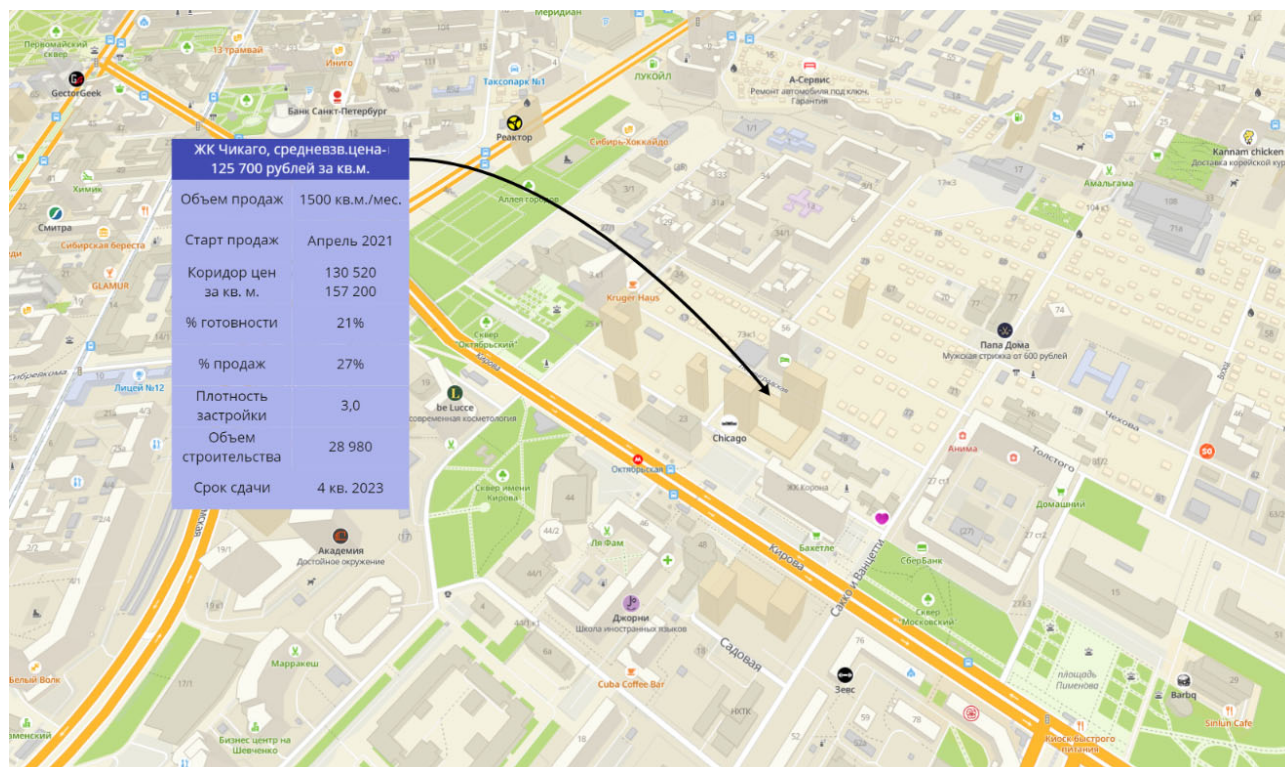 Меридиан
Первомайский
сквер
13 трамвай
Иниго
GectorGeek
Банк Санкт-Петербург
Таксопарк №1
ЛУКОЙЛ
А-Сервис
Ремонт автомобиля под ключ,
Гарантия
Реактор
Сибирь-Хоккайдо
Kannam chicken
Доставка корейской кур
Химик
Смитра
Сибирская береста
GLAMUR
Лицей №12
Аллея
Амальгама
ЖК Чикаго, средневзв.цена-
125 700 рублей за кв.м.
Объем продаж 1500 кв.м./мес.
Старт продаж Апрель 2021
Коридор цен
за кв. м.
130 520
157 200
% готовности 21%
% продаж 27%
Плотность
застройки
3,0
Объем
строительства
28 980
Срок сдачи 4 кв. 2023
Kruger Haus
Сквер
"Октябрьский"
Кирова
Папа Дома
Мужская стрижка от 600 рублей
be Lucce
современная косметология
Chicago
Октябрьская
Чехова
Толстого
Анима
Домашний
Сквер имени
Кирова
ЖК Корона
Ля Фам
Бахетле
Кирова
СберБанк
Сакко и Ванцетти
Академия
Достойное окружение
Джорни
Школа иностранных языков
Сквер
Московский
Садовая
Марракеш
Белый Волк
Cuba Coffee Bar
Зевс
площадь
Пименова
Barbq
Sinlun Cafe
НХТК
Бизнес центр на
Шевченко
Киоск быстрого
питания